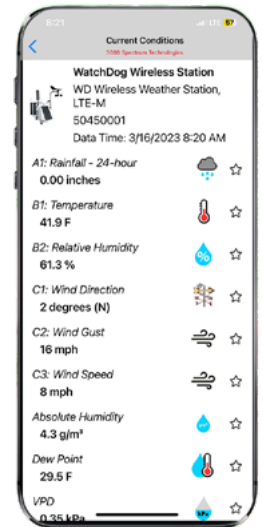 8:21
LTE 67
Current Conditions
Spectrum Technologies
WatchDog Wireless Station
WD Wireless Weather Station,
LTE-M
50450001
Data Time: 3/16/2023 8:20 AM
A1: Rainfall - 24-hour
0.00 inches
B1: Temperature
41.9 F
B2: Relative Humidity
61.3 %
%
C1: Wind Direction
2 degrees (N)
C2: Wind Gust
16 mph
C3: Wind Speed
8 mph
Absolute Humidity
4.3 g/m³
Dew Point
29.5 F
VPD
0.35 kPa
kPa